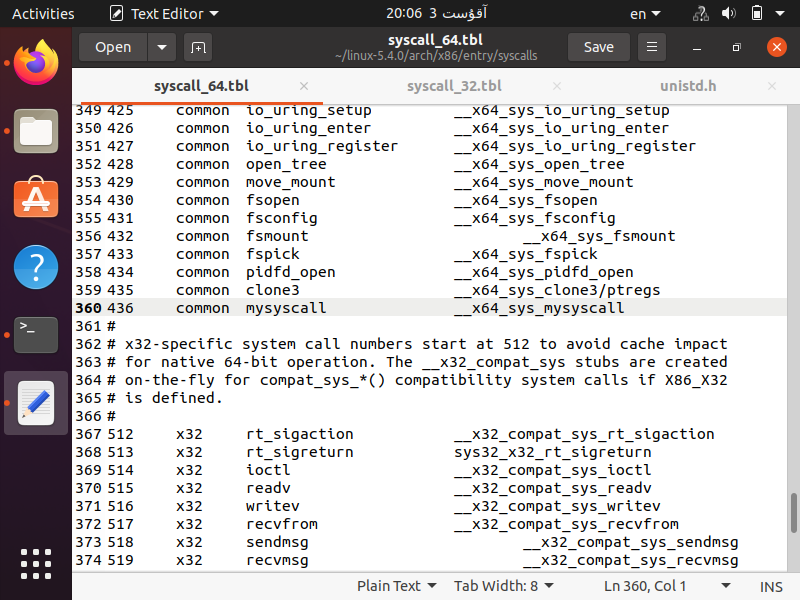 Activities Text Editor 20:06 3 آقۇست en
Open syscall_64.tbl Save
~/linux-5.4.0/arch/x86/entry/syscalls
syscall_64.tbl syscall_32.tbl unistd.h
349 425 common io_uring_setup __x64_sys_io_uring_setup
350 426 common io_uring_enter __x64_sys_io_uring_enter
351 427 common io_uring_register __x64_sys_io_uring_register
352 428 common open_tree __x64_sys_open_tree
353 429 common move_mount __x64_sys_move_mount
354 430 common fsopen __x64_sys_fsopen
355 431 common fsconfig __x64_sys_fsconfig
356 432 common fsmount __x64_sys_fsmount
357 433 common fspick __x64_sys_fspick
358 434 common pidfd_open __x64_sys_pidfd_open
359 435 common clone3 __x64_sys_clone3/ptregs
360 436 common mysyscall __x64_sys_mysyscall
361 #
362 # x32-specific system call numbers start at 512 to avoid cache impact
363 # for native 64-bit operation. The __x32_compat_sys stubs are created
364 # on-the-fly for compat_sys_*() compatibility system calls if X86_X32
365 # is defined.
366 #
367 512 x32 rt_sigaction __x32_compat_sys_rt_sigaction
368 513 x32 rt_sigreturn sys32_x32_rt_sigreturn
369 514 x32 ioctl __x32_compat_sys_ioctl
370 515 x32 readv __x32_compat_sys_readv
371 516 x32 writev __x32_compat_sys_writev
372 517 x32 recvfrom __x32_compat_sys_recvfrom
373 518 x32 sendmsg __x32_compat_sys_sendmsg
374 519 x32 recvmsg __x32_compat_sys_recvmsg
Plain Text Tab Width: 8 Ln 360, Col 1 INS